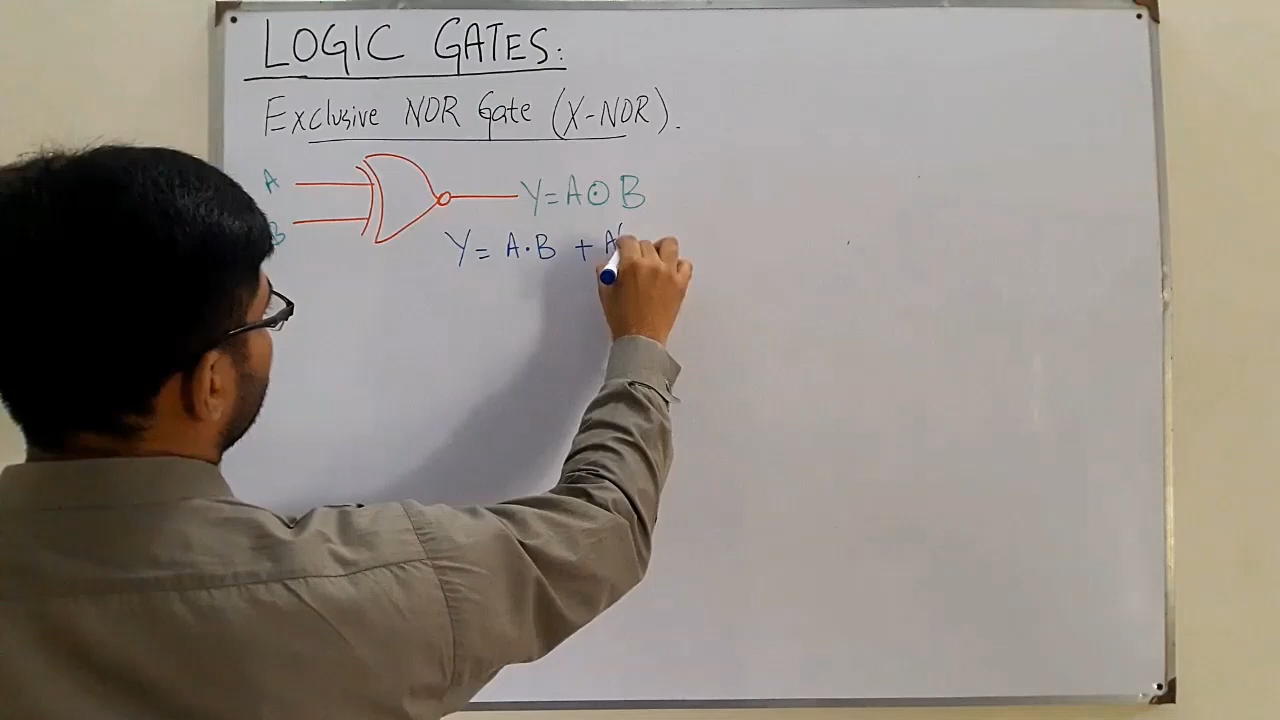 LOGIC GATES:
Exclusive NOR Gate (X-NOR).
A
Y=A⊙B
B
Y= A·B + A'